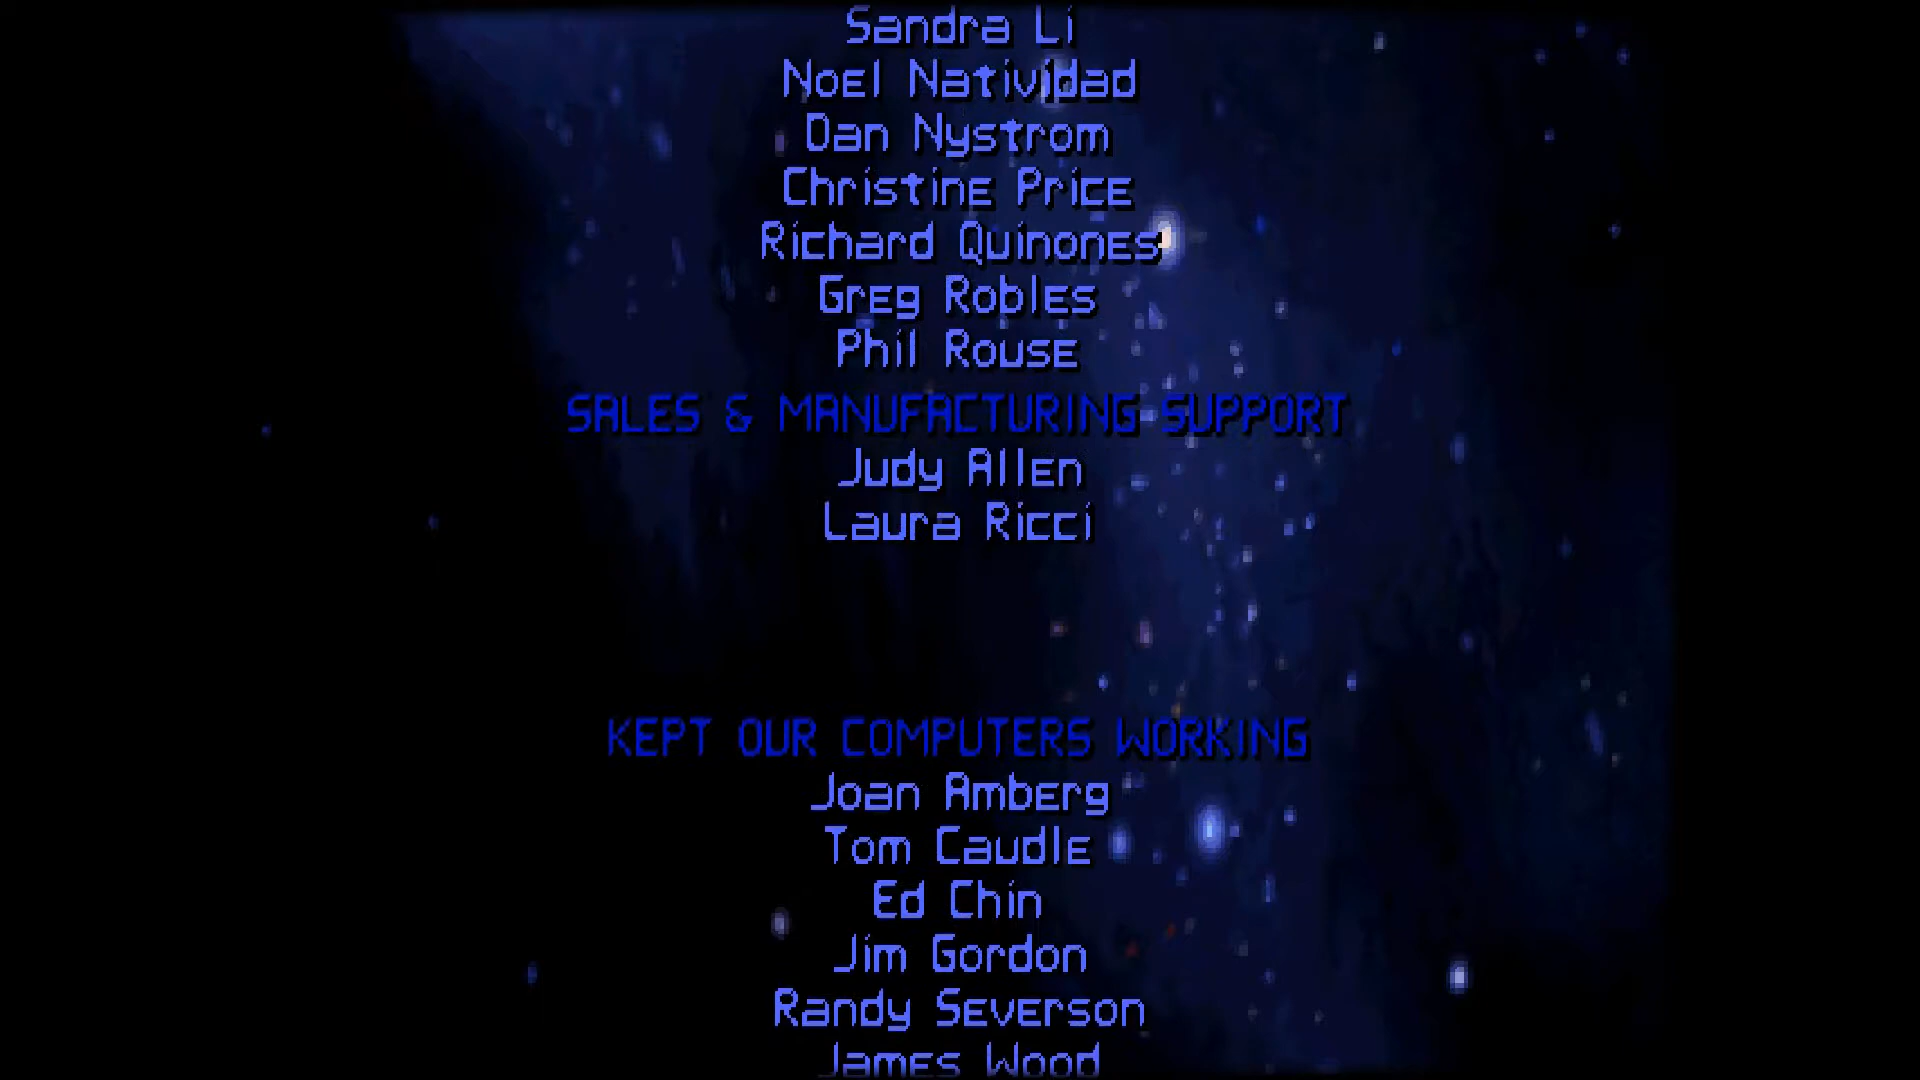 Sandra Li
Noel Natividad
Dan Nystrom
Christine Price
Richard Quinones
Greg Robles
Phil Rouse
SALES & MANUFACTURING SUPPORT
Judy Allen
Laura Ricci
KEPT OUR COMPUTERS WORKING
Joan Amberg
Tom Caudle
Ed Chin
Jim Gordon
Randy Severson
James Wood